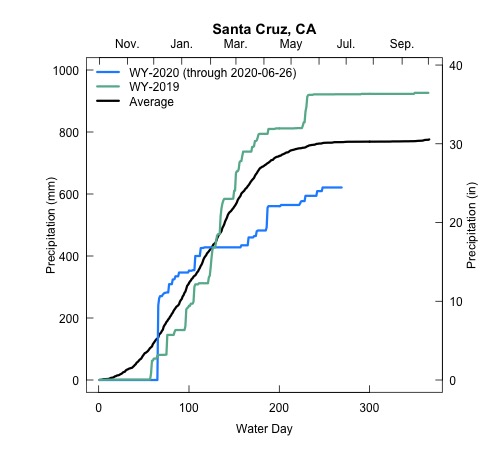 Santa Cruz, CA
Nov. Jan. Mar. May Jul. Sep.
WY-2020 (through 2020-06-26)
WY-2019
Average
1000
800
600
400
200
0
Precipitation (mm)
40
30
20
10
0
Precipitation (in)
0 100 200 300
Water Day